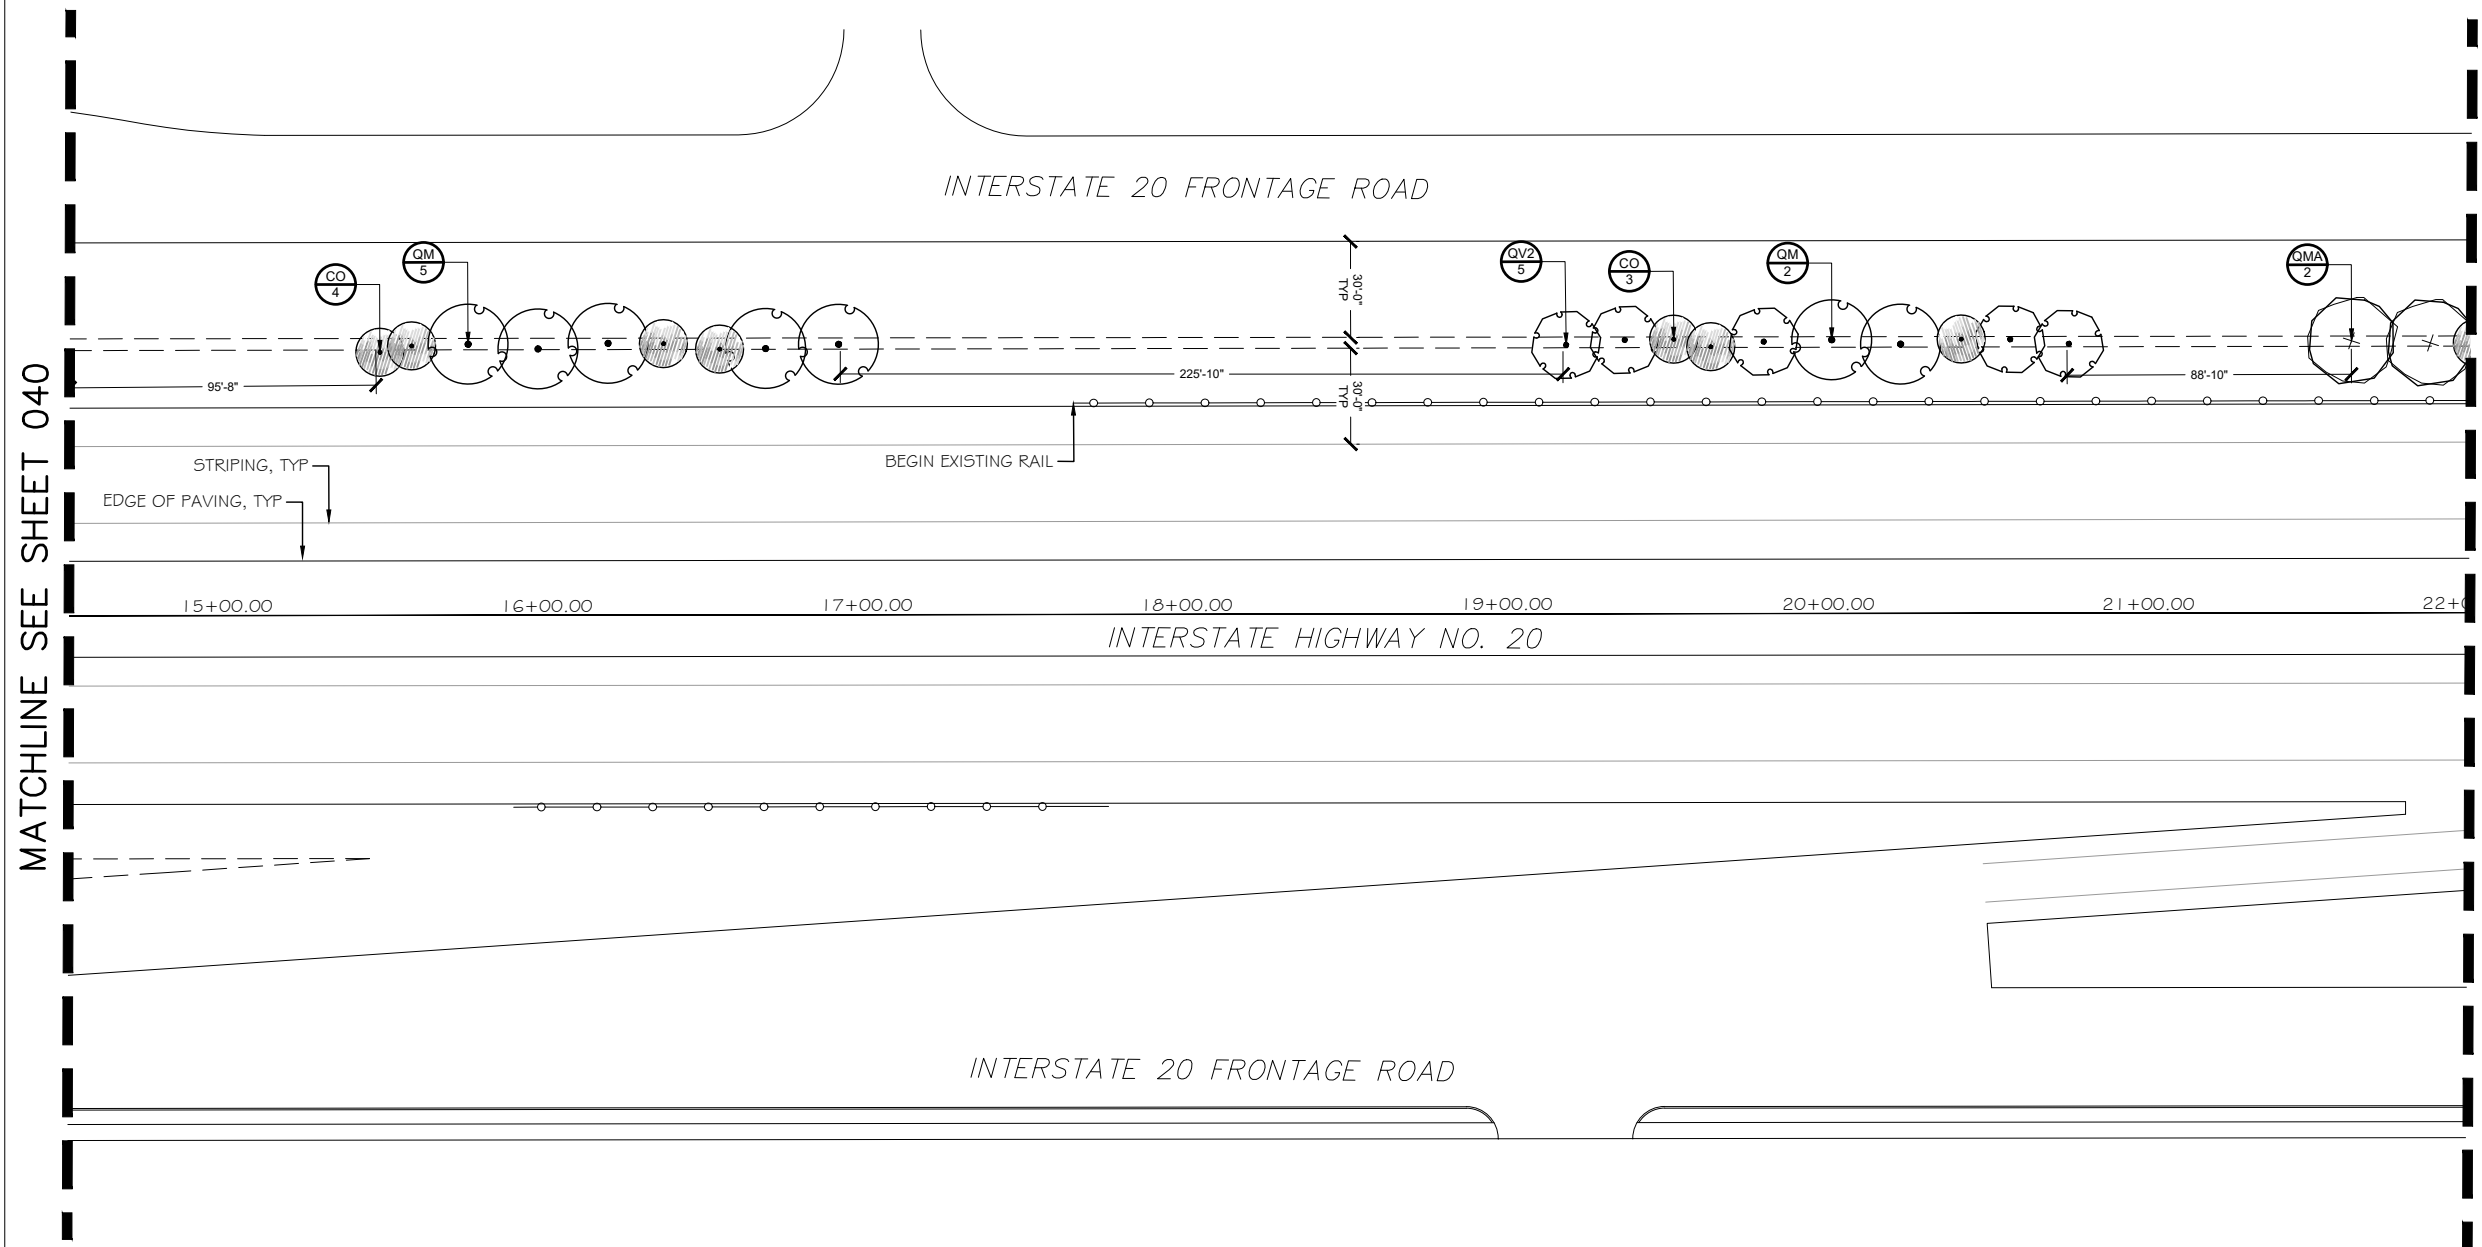 INTERSTATE 20 FRONTAGE ROAD
QM
5
CO
4
QV2
5
CO
3
QM
2
QMA
2
30'-0"
TYP
95'-8"
225'-10"
88'-10"
30'-0"
TYP
STRIPING, TYP
BEGIN EXISTING RAIL
EDGE OF PAVING, TYP
MATCHLINE SEE SHEET 040
15+00.00
16+00.00
17+00.00
18+00.00
19+00.00
20+00.00
21+00.00
22+0
INTERSTATE HIGHWAY NO. 20
INTERSTATE 20 FRONTAGE ROAD